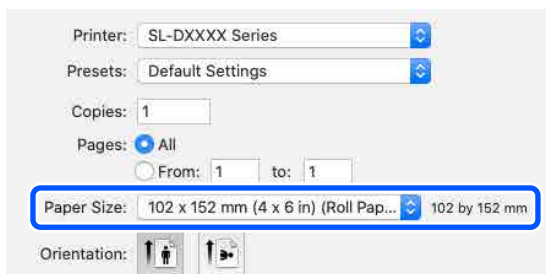 Printer: SL-DXXXX Series
Presets: Default Settings
Copies: 1
Pages: All
From: 1 to: 1
Paper Size: 102 x 152 mm (4 x 6 in) (Roll Pap... 102 by 152 mm
Orientation: